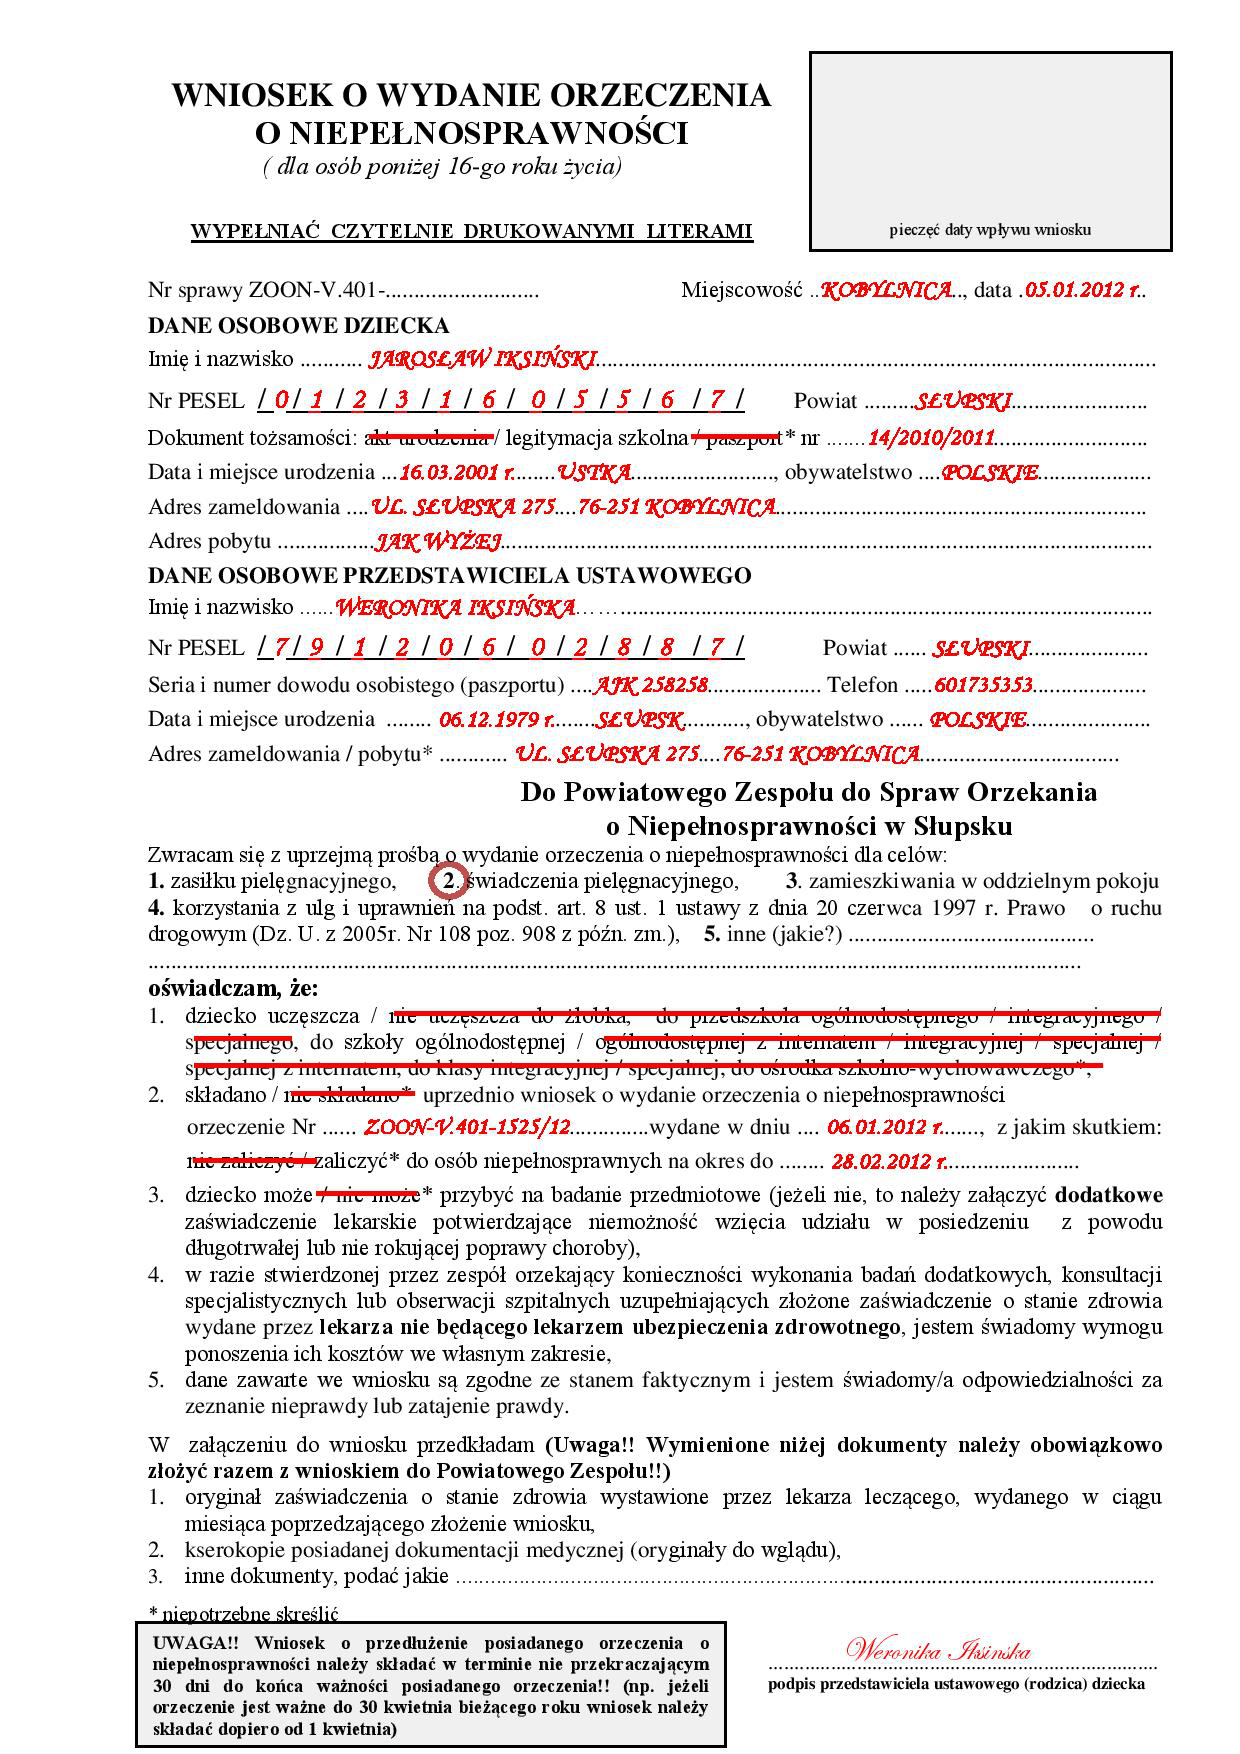 WNIOSEK O WYDANIE ORZECZENIA
O NIEPEŁNOSPRAWNOŚCI
( dla osób poniżej 16-go roku życia)
WYPEŁNIAĆ CZYTELNIE DRUKOWANYMI LITERAMI
pieczęć daty wpływu wniosku
Nr sprawy ZOON-V.401-........................... Miejscowość ..KOBYLNICA.., data .05.01.2012 r..
DANE OSOBOWE DZIECKA
Imię i nazwisko ........... JAROSŁAW IKSIŃSKI..................................................................................................
Nr PESEL / 0 / 1 / 2 / 3 / 1 / 6 / 0 / 5 / 5 / 6 / 7 / Powiat .........SŁUPSKI........................
Dokument tożsamości: akt urodzenia / legitymacja szkolna / paszport* nr .......14/2010/2011...........................
Data i miejsce urodzenia ...16.03.2001 r........USTKA........................., obywatelstwo ....POLSKIE....................
Adres zameldowania ....UL. SŁUPSKA 275....76-251 KOBYLNICA.................................................................
Adres pobytu .................JAK WYŻEJ..................................................................................................................
DANE OSOBOWE PRZEDSTAWICIELA USTAWOWEGO
Imię i nazwisko ......WERONIKA IKSIŃSKA.....................................................................................................
Nr PESEL / 7 / 9 / 1 / 2 / 0 / 6 / 0 / 2 / 8 / 8 / 7 / Powiat ...... SŁUPSKI.....................
Seria i numer dowodu osobistego (paszportu) ....AJK 258258.................... Telefon .....601735353....................
Data i miejsce urodzenia ........ 06.12.1979 r........SŁUPSK..........., obywatelstwo ...... POLSKIE......................
Adres zameldowania / pobytu* ............ UL. SŁUPSKA 275....76-251 KOBYLNICA...................................
Do Powiatowego Zespołu do Spraw Orzekania
o Niepełnosprawności w Słupsku
Zwracam się z uprzejmą prośbą o wydanie orzeczenia o niepełnosprawności dla celów:
1. zasiłku pielęgnacyjnego, 2. świadczenia pielęgnacyjnego, 3. zamieszkiwania w oddzielnym pokoju
4. korzystania z ulg i uprawnień na podst. art. 8 ust. 1 ustawy z dnia 20 czerwca 1997 r. Prawo o ruchu
drogowym (Dz. U. z 2005r. Nr 108 poz. 908 z późn. zm.), 5. inne (jakie?) ...........................................
...................................................................................................................................................................
oświadczam, że:
1. dziecko uczęszcza / nie uczęszcza do żłobka, do przedszkola ogólnodostępnego / integracyjnego /
specjalnego, do szkoły ogólnodostępnej / ogólnodostępnej z internatem / integracyjnej / specjalnej /
specjalnej z internatem, do klasy integracyjnej / specjalnej, do ośrodka szkolno-wychowawczego*,
2. składano / nie składano* uprzednio wniosek o wydanie orzeczenia o niepełnosprawności
orzeczenie Nr ...... ZOON-V.401-1525/12..............wydane w dniu .... 06.01.2012 r......., z jakim skutkiem:
nie zaliczyć / zaliczyć* do osób niepełnosprawnych na okres do ........ 28.02.2012 r........................
3. dziecko może / nie może* przybyć na badanie przedmiotowe (jeżeli nie, to należy załączyć dodatkowe
zaświadczenie lekarskie potwierdzające niemożność wzięcia udziału w posiedzeniu z powodu
długotrwałej lub nie rokującej poprawy choroby),
4. w razie stwierdzonej przez zespół orzekający konieczności wykonania badań dodatkowych, konsultacji
specjalistycznych lub obserwacji szpitalnych uzupełniających złożone zaświadczenie o stanie zdrowia
wydane przez lekarza nie będącego lekarzem ubezpieczenia zdrowotnego, jestem świadomy wymogu
ponoszenia ich kosztów we własnym zakresie,
5. dane zawarte we wniosku są zgodne ze stanem faktycznym i jestem świadomy/a odpowiedzialności za
zeznanie nieprawdy lub zatajenie prawdy.
W załączeniu do wniosku przedkładam (Uwaga!! Wymienione niżej dokumenty należy obowiązkowo
złożyć razem z wnioskiem do Powiatowego Zespołu!!)
1. oryginał zaświadczenia o stanie zdrowia wystawione przez lekarza leczącego, wydanego w ciągu
miesiąca poprzedzającego złożenie wniosku,
2. kserokopie posiadanej dokumentacji medycznej (oryginały do wglądu),
3. inne dokumenty, podać jakie ..........................................................................................................................
* niepotrzebne skreślić
UWAGA!! Wniosek o przedłużenie posiadanego orzeczenia o
niepełnosprawności należy składać w terminie nie przekraczającym
30 dni do końca ważności posiadanego orzeczenia!! (np. jeżeli
orzeczenie jest ważne do 30 kwietnia bieżącego roku wniosek należy
składać dopiero od 1 kwietnia)
Weronika Iksińska
....................................................................
podpis przedstawiciela ustawowego (rodzica) dziecka